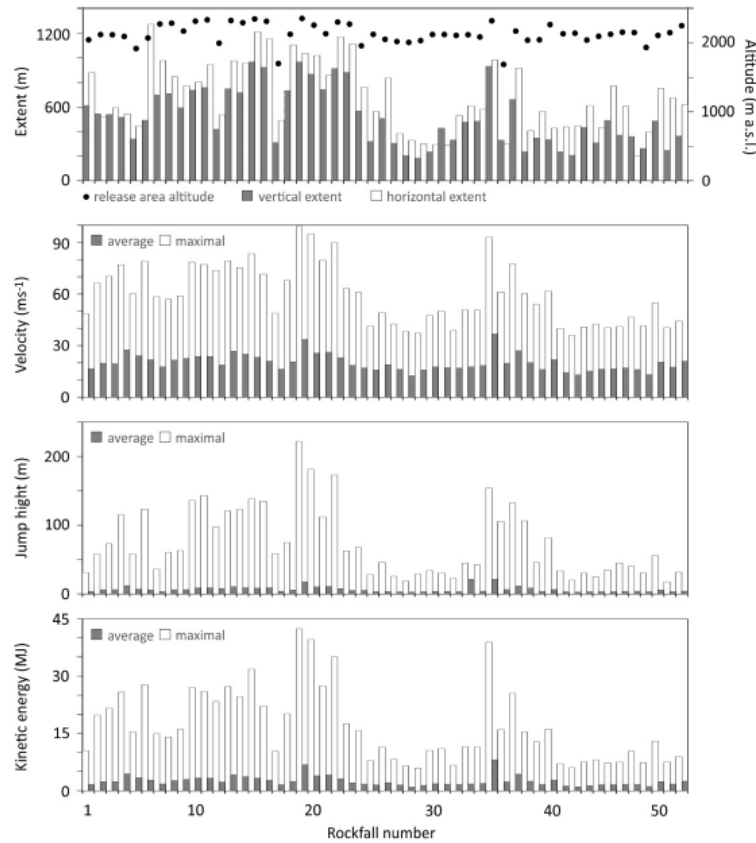 1200
600
0
Extent (m)
2000
1000
0
Altitude (m a.s.l.)
release area altitude vertical extent horizontal extent
90
60
30
0
Velocity (ms-1)
average maximal
200
100
0
Jump hight (m)
average maximal
45
30
15
0
Kinetic energy (MJ)
average maximal
1 10 20 30 40 50
Rockfall number